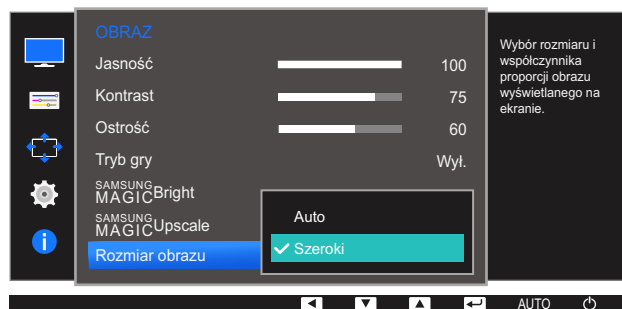 OBRAZ
Jasność 100
Kontrast 75
Ostrość 60
Tryb gry Wył.
SAMSUNG MAGICBright
SAMSUNG MAGICUpscale
Rozmiar obrazu
Auto
Szeroki
Wybór rozmiaru i
współczynnika
proporcji obrazu
wyświetlanego na
ekranie.
AUTO